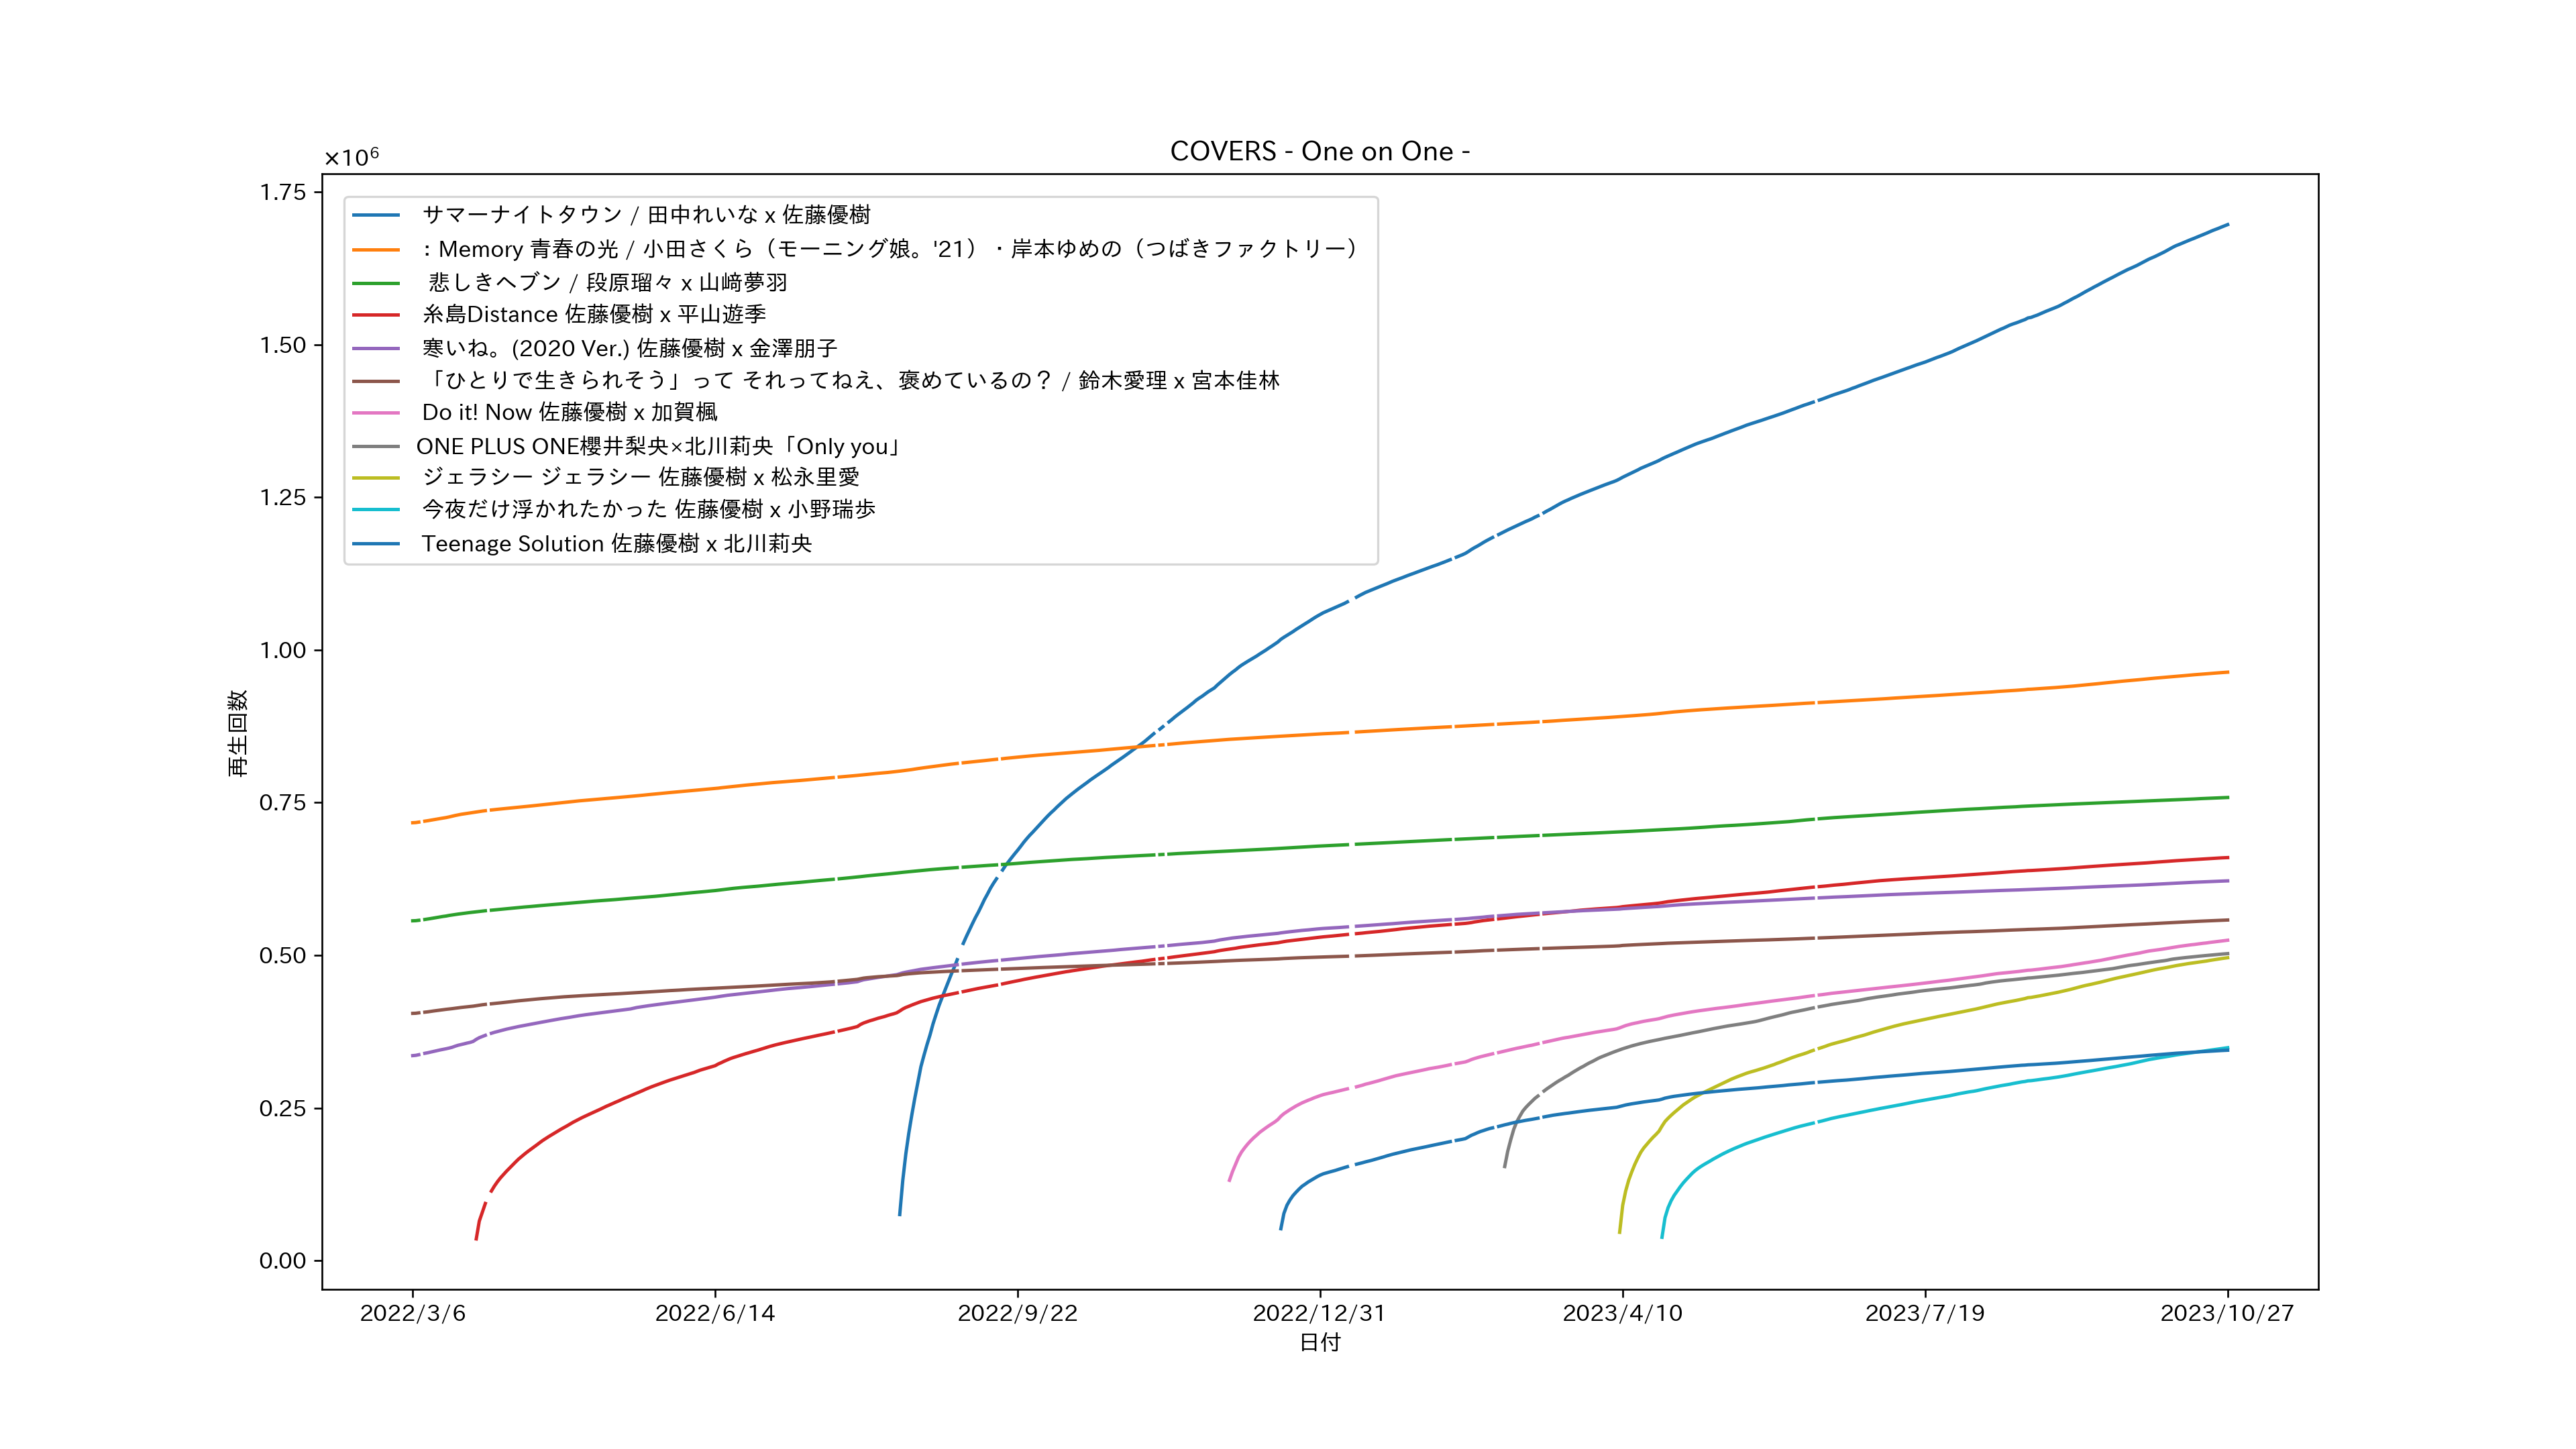 COVERS - One on One -
×10⁶
1.75
1.50
1.25
1.00
0.75
0.50
0.25
0.00
再生回数
サマーナイトタウン / 田中れいな x 佐藤優樹
: Memory 青春の光 / 小田さくら（モーニング娘。'21）・岸本ゆめの（つばきファクトリー）
悲しきヘブン / 段原瑠々 x 山﨑夢羽
糸島Distance 佐藤優樹 x 平山遊季
寒いね。(2020 Ver.) 佐藤優樹 x 金澤朋子
「ひとりで生きられそう」って それってねえ、褒めているの？ / 鈴木愛理 x 宮本佳林
Do it! Now 佐藤優樹 x 加賀楓
ONE PLUS ONE櫻井梨央×北川莉央「Only you」
ジェラシー ジェラシー 佐藤優樹 x 松永里愛
今夜だけ浮かれたかった 佐藤優樹 x 小野瑞歩
Teenage Solution 佐藤優樹 x 北川莉央
2022/3/6 2022/6/14 2022/9/22 2022/12/31 2023/4/10 2023/7/19 2023/10/27
日付